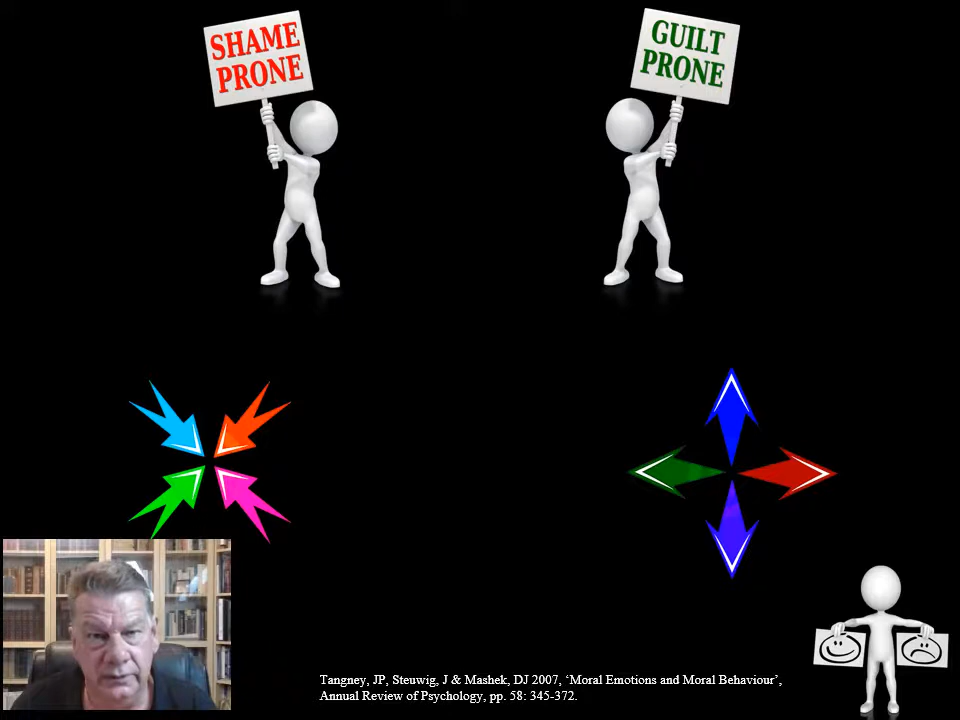 SHAME
PRONE
GUILT
PRONE
Tangney, JP, Steuwig, J & Mashek, DJ 2007, ‘Moral Emotions and Moral Behaviour’,
Annual Review of Psychology, pp. 58: 345-372.